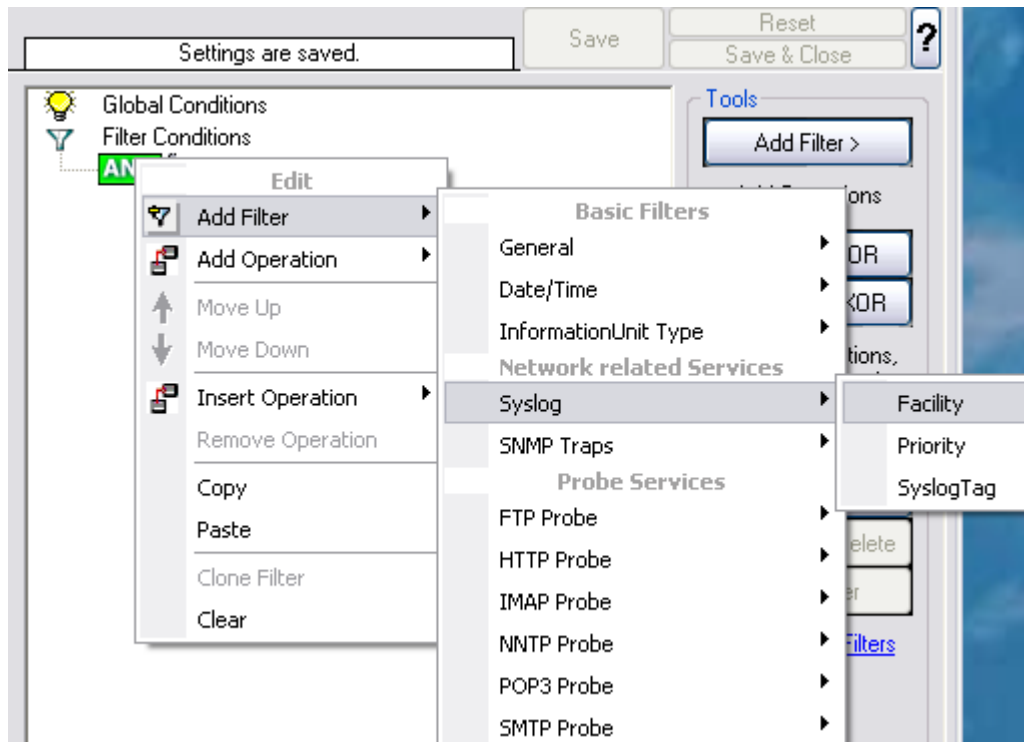 Settings are saved.
Save
Reset
Save & Close
?
Global Conditions
Filter Conditions
Tools
Add Filter >
Edit
Add Filter
Add Operation
Move Up
Move Down
Insert Operation
Remove Operation
Copy
Paste
Clone Filter
Clear
Basic Filters
General
Date/Time
InformationUnit Type
Network related Services
Syslog
SNMP Traps
Probe Services
FTP Probe
HTTP Probe
IMAP Probe
NNTP Probe
POP3 Probe
SMTP Probe
Facility
Priority
SyslogTag
OR
Filters